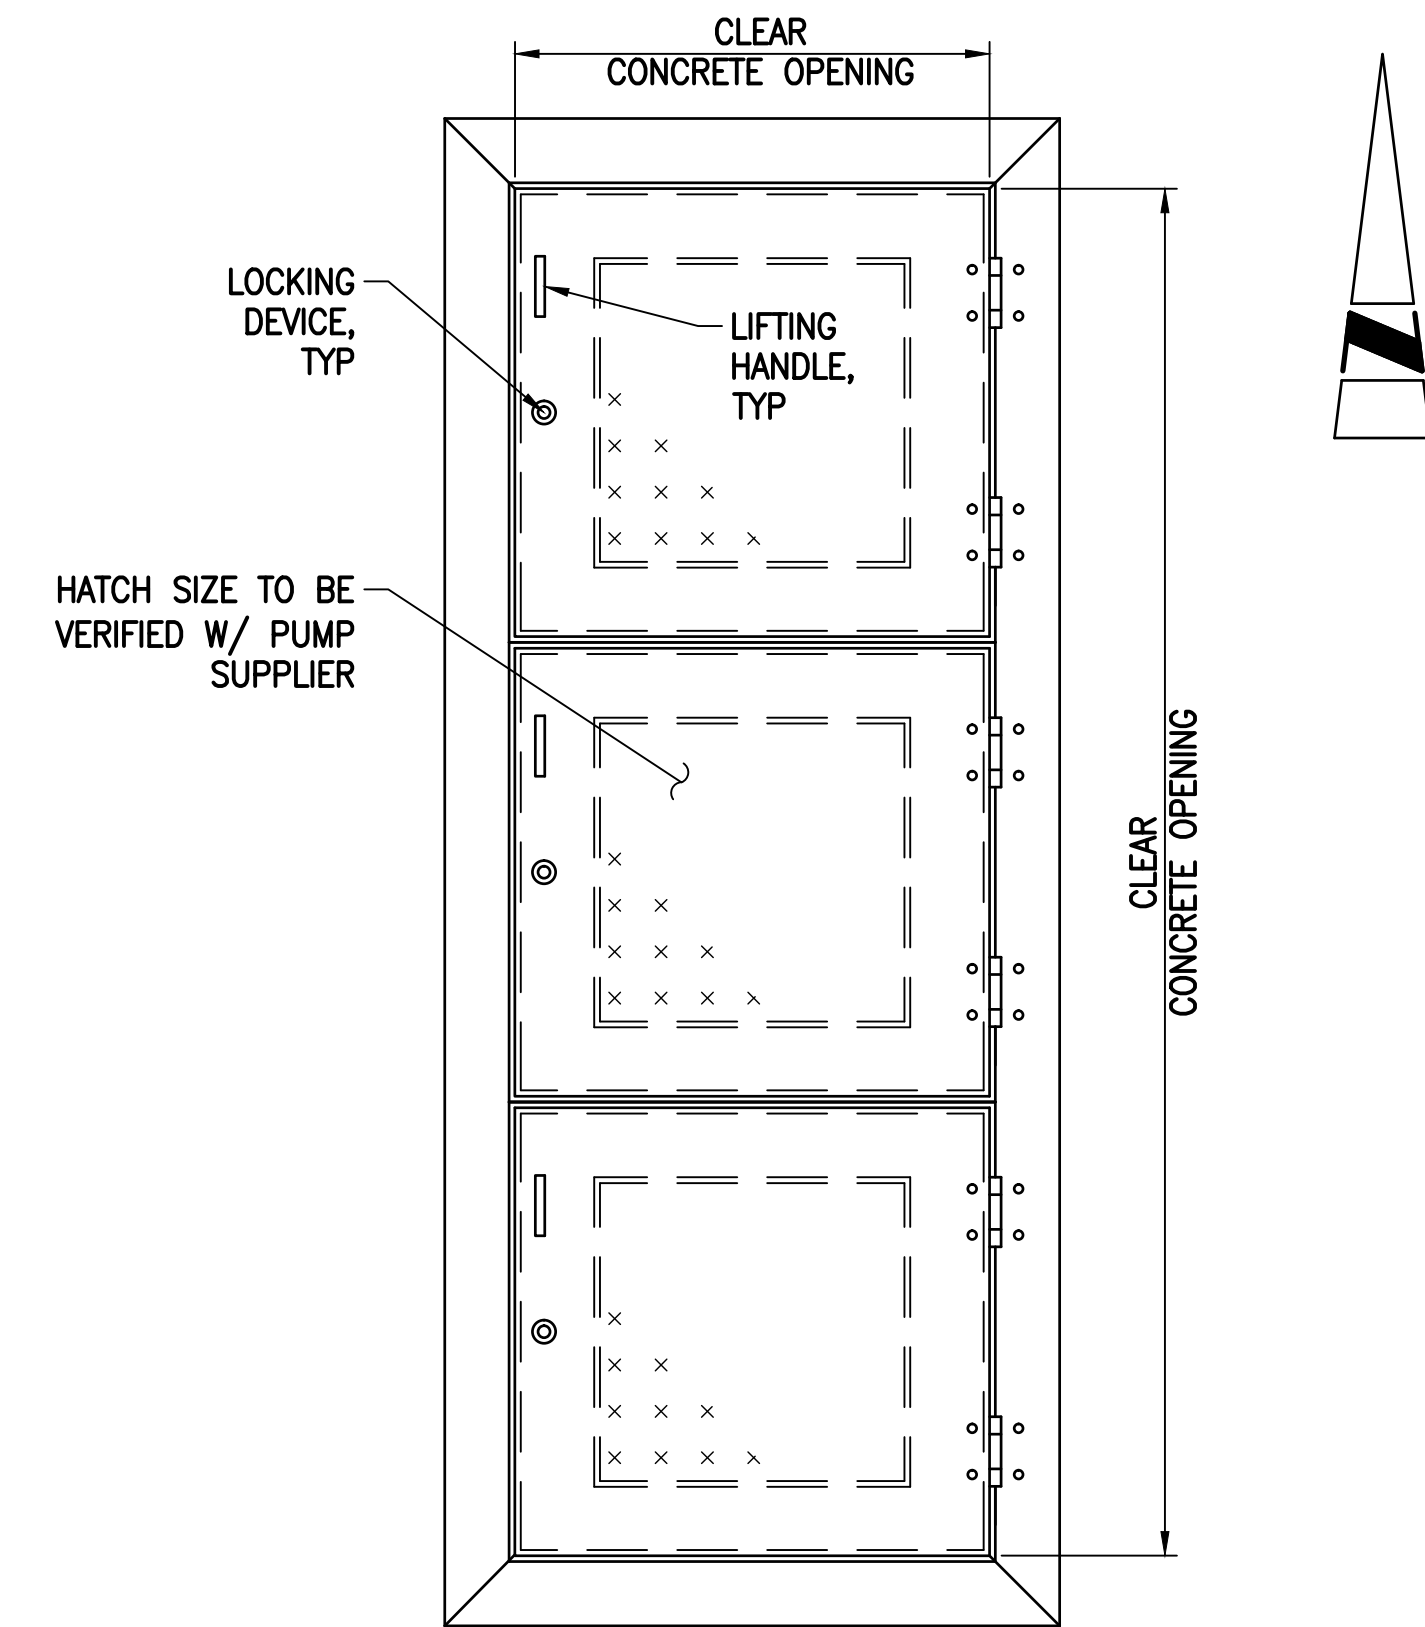 CLEAR
CONCRETE OPENING
LOCKING
DEVICE,
TYP
LIFTING
HANDLE,
TYP
HATCH SIZE TO BE
VERIFIED W/ PUMP
SUPPLIER
CLEAR
CONCRETE OPENING
N